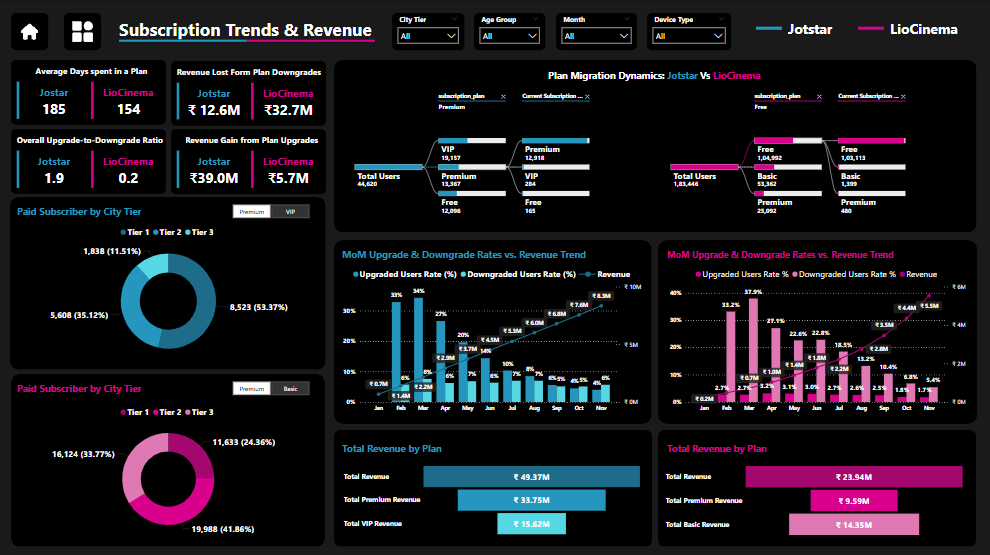 Subscription Trends & Revenue
City Tier
All
Age Group
All
Month
All
Device Type
All
Jotstar
LioCinema
Average Days spent in a Plan
Jostar
LioCinema
185
154
Revenue Lost Form Plan Downgrades
Jotstar
LioCinema
₹ 12.6M
₹32.7M
Overall Upgrade-to-Downgrade Ratio
Jotstar
LioCinema
1.9
0.2
Revenue Gain from Plan Upgrades
Jotstar
LioCinema
₹39.0M
₹5.7M
Plan Migration Dynamics: Jotstar Vs LioCinema
subscription_plan
Premium
Current Subscription ...
Total Users
44,620
VIP
19,157
Premium
13,367
Free
12,096
Premium
12,918
VIP
284
Free
165
subscription_plan
Free
Current Subscription ...
Total Users
1,83,446
Free
1,04,992
Basic
53,362
Premium
25,092
Free
1,03,113
Basic
1,399
Premium
480
Paid Subscriber by City Tier
Premium
VIP
Tier 1 Tier 2 Tier 3
1,838 (11.51%)
5,608 (35.12%)
8,523 (53.37%)
Paid Subscriber by City Tier
Premium
Basic
Tier 1 Tier 2 Tier 3
11,633 (24.36%)
16,124 (33.77%)
19,988 (41.86%)
MoM Upgrade & Downgrade Rates vs. Revenue Trend
Upgraded Users Rate (%) Downgraded Users Rate (%) Revenue
30%
20%
10%
0%
₹ 10M
₹ 5M
₹ 0M
33% 34% 27% 20% 14% 10% 8% 6% 4% 4%
6% 8% 6% 7% 6% 7% 7% 5% 5% 6%
₹ 0.7M ₹ 1.4M ₹ 2.2M ₹ 2.9M ₹ 3.7M ₹ 4.5M ₹ 5.3M ₹ 6.0M ₹ 6.8M ₹ 7.6M ₹ 8.3M
Jan Feb Mar Apr May Jun Jul Aug Sep Oct Nov
MoM Upgrade & Downgrade Rates vs. Revenue Trend
Upgraded Users Rate % Downgraded Users Rate % Revenue
40%
30%
20%
10%
0%
₹ 6M
₹ 4M
₹ 2M
₹ 0M
33.2% 37.9% 27.1% 22.6% 22.8% 18.5% 13.2% 10.4% 6.8% 5.4%
2.7% 2.7% 3.2% 3.1% 3.0% 2.7% 2.6% 2.5% 1.8% 1.7%
₹ 0.2M ₹ 0.7M ₹ 1.0M ₹ 1.4M ₹ 1.8M ₹ 2.2M ₹ 2.8M ₹ 3.5M ₹ 4.4M ₹ 5.5M
Jan Feb Mar Apr May Jun Jul Aug Sep Oct Nov
Total Revenue by Plan
Total Revenue
₹ 49.37M
Total Premium Revenue
₹ 33.75M
Total VIP Revenue
₹ 15.62M
Total Revenue by Plan
Total Revenue
₹ 23.94M
Total Premium Revenue
₹ 9.59M
Total Basic Revenue
₹ 14.35M